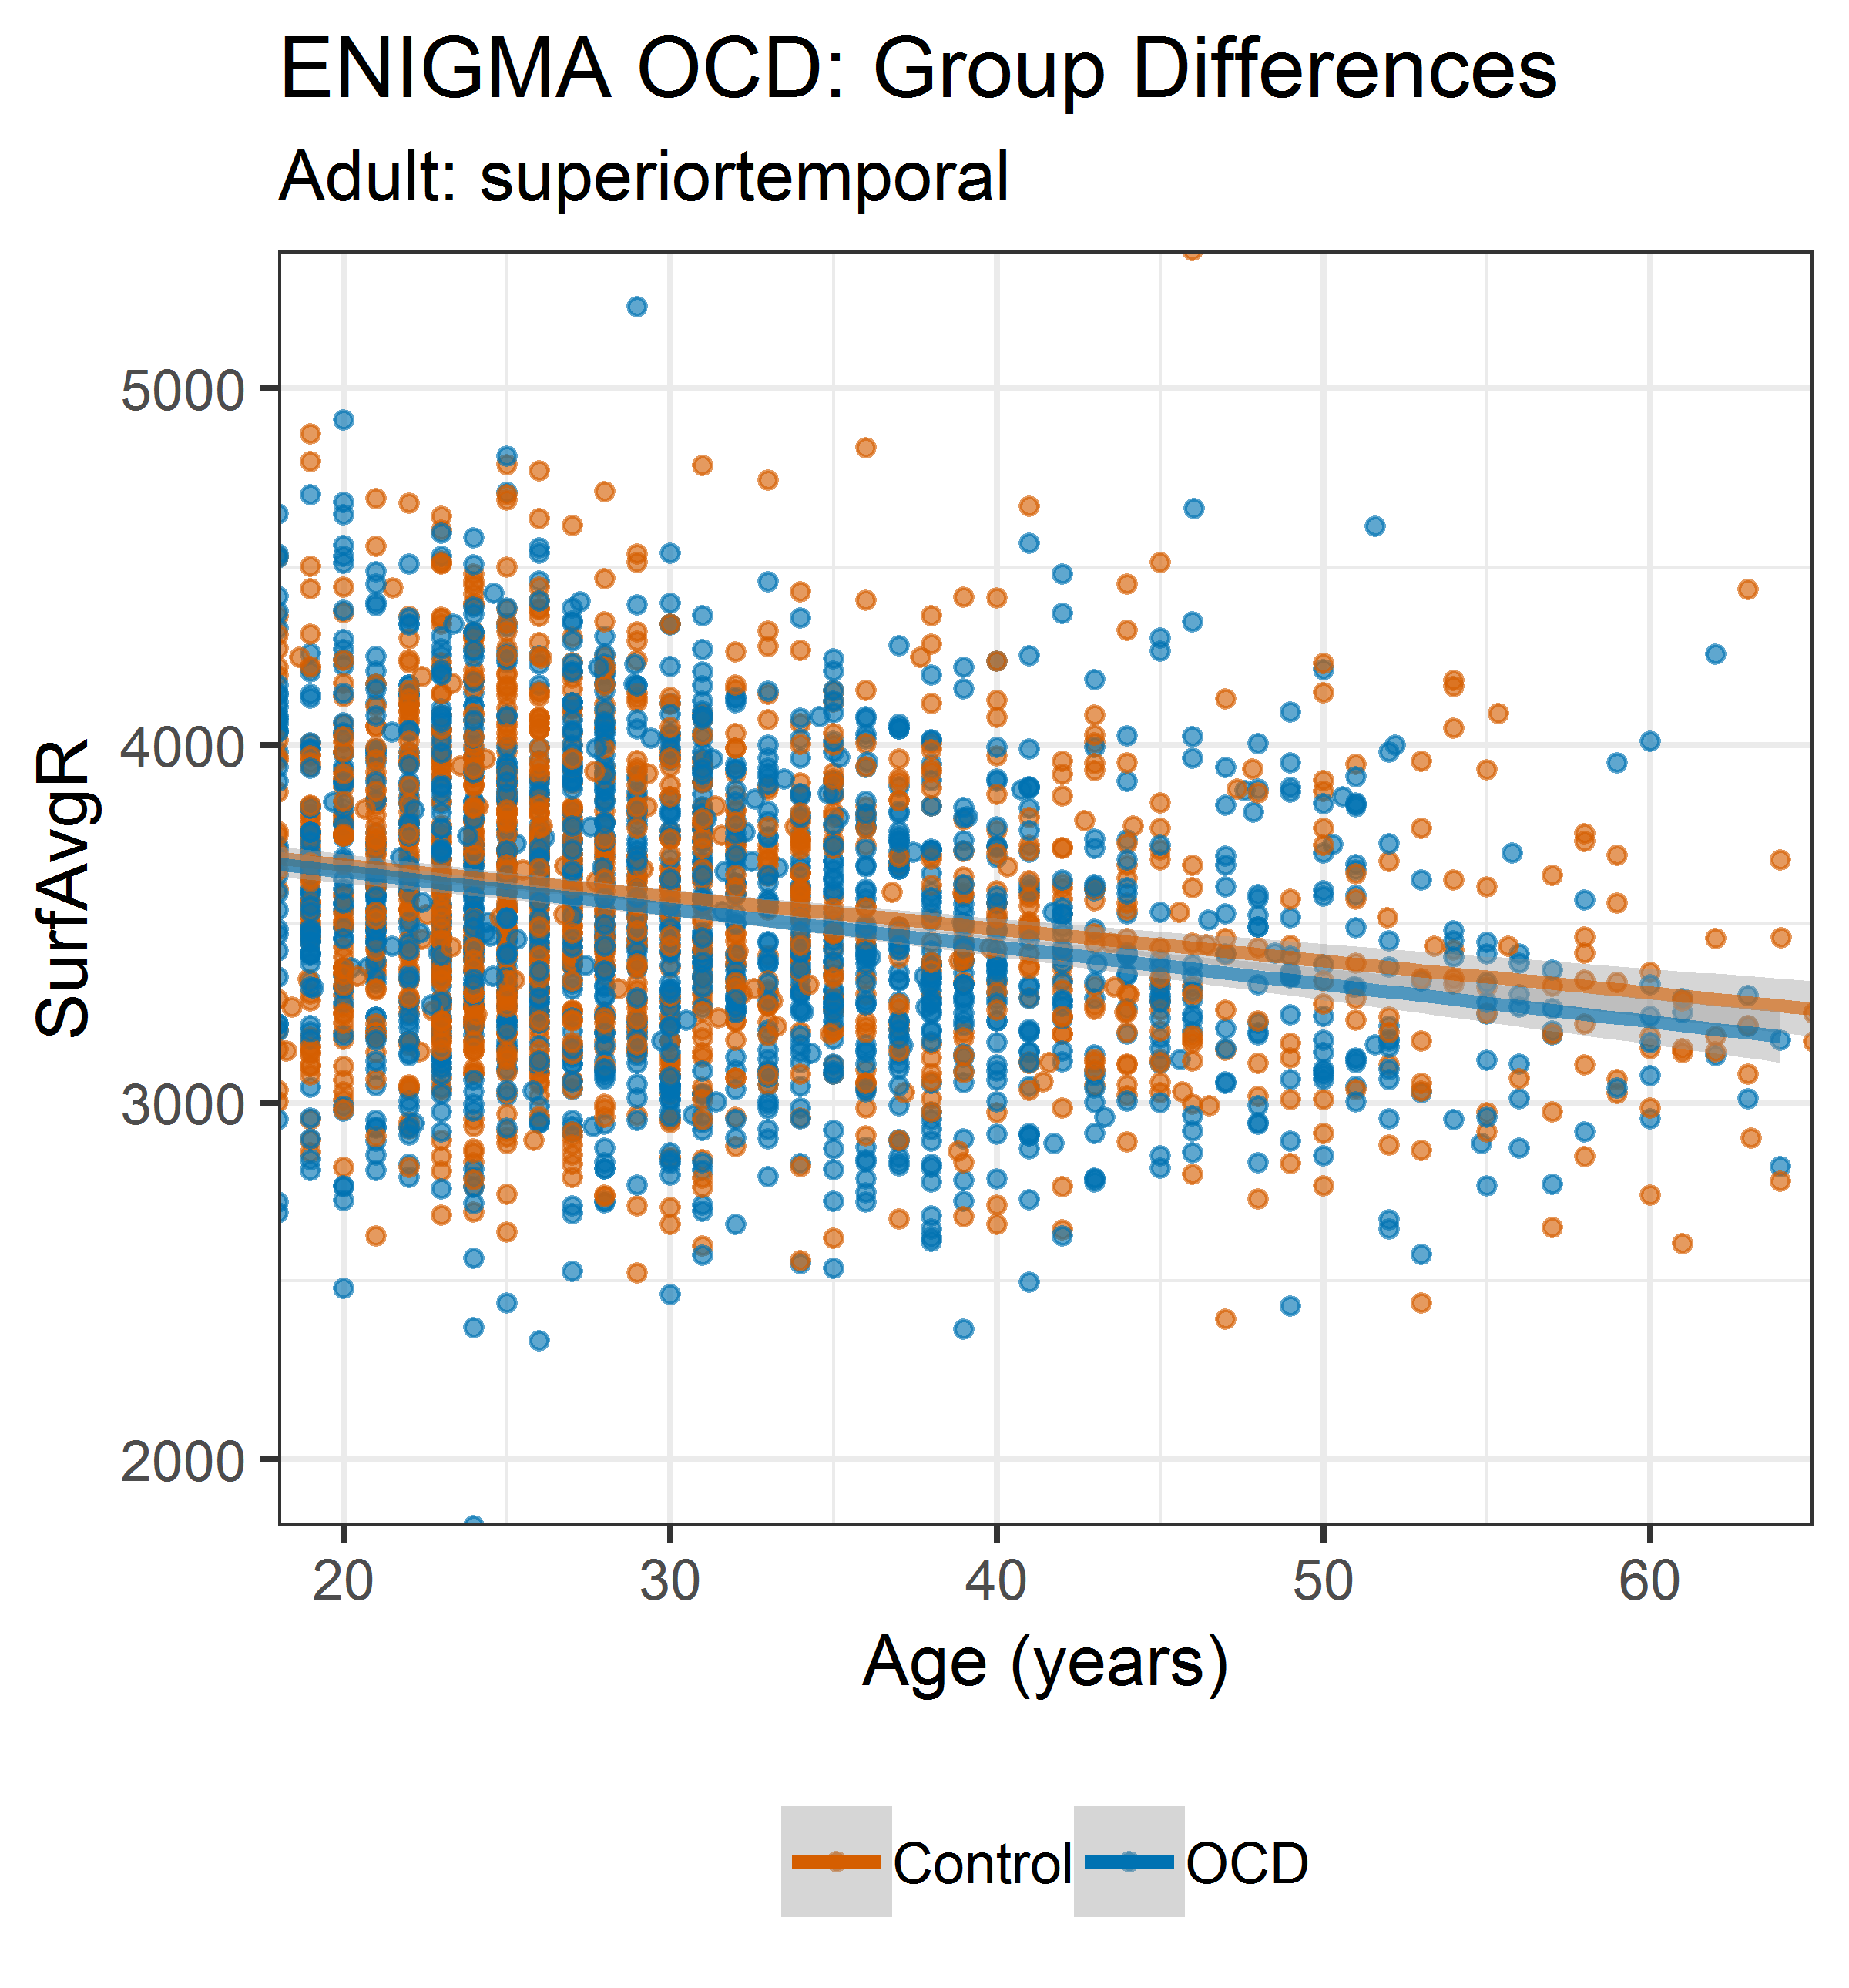 ENIGMA OCD: Group Differences
Adult: superiortemporal
SurfAvgR
5000
4000
3000
2000
20 30 40 50 60
Age (years)
Control OCD